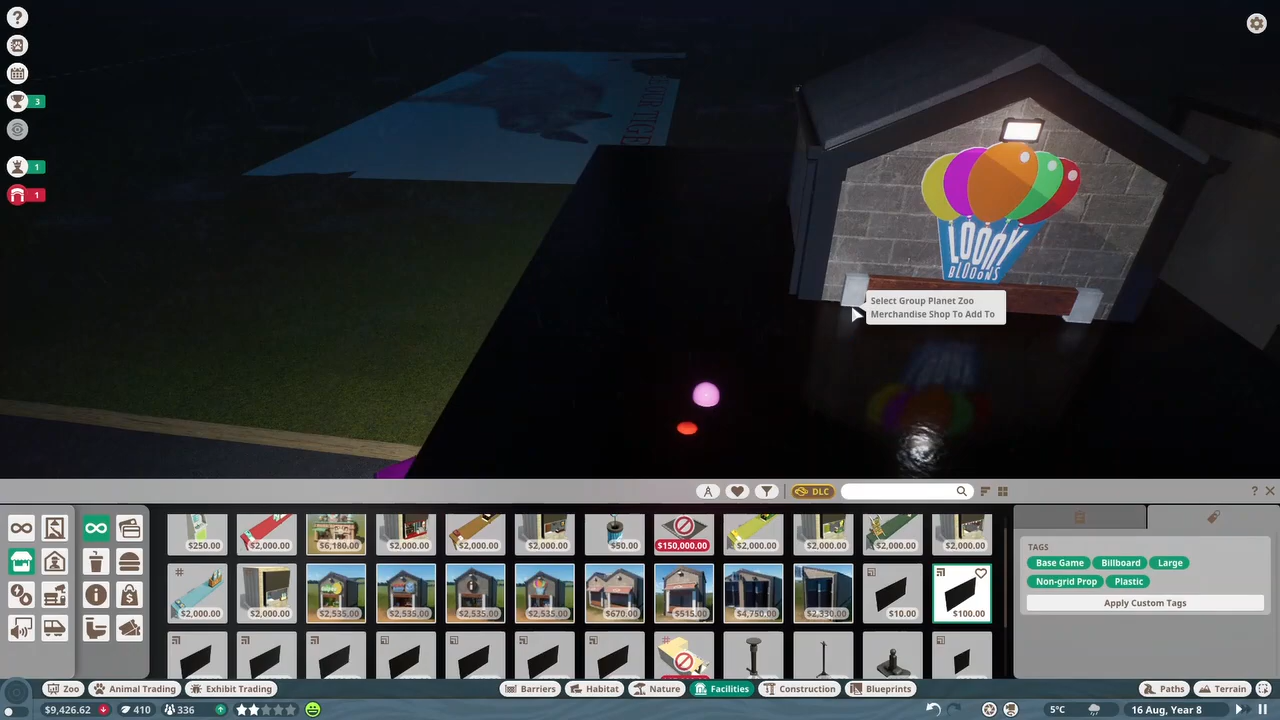 ?
3
1
1
TIGE
LOONY
BLOOONS
Select Group Planet Zoo
Merchandise Shop To Add To
DLC
? ×
$250.00
$2,000.00
$6,180.00
$2,000.00
$2,000.00
$2,000.00
$50.00
$150,000.00
$2,000.00
$2,000.00
$2,000.00
$2,000.00
$2,000.00
$2,000.00
$2,535.00
$2,535.00
$2,535.00
$2,535.00
$670.00
$515.00
$4,750.00
$2,330.00
$10.00
$100.00
TAGS
Base Game Billboard Large
Non-grid Prop Plastic
Apply Custom Tags
Zoo Animal Trading Exhibit Trading Barriers Habitat Nature Facilities Construction Blueprints Paths Terrain
$9,426.62 410 336 5°C 16 Aug, Year 8